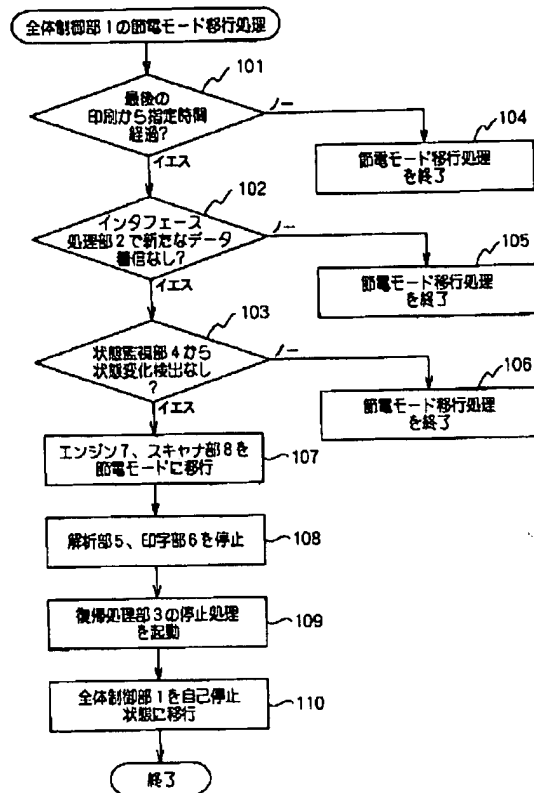 全体制御部1の節電モード移行処理
101
最後の
印刷から指定時間
経過?
ノー
104
節電モード移行処理
を終了
イエス
102
インタフェース
処理部2で新たなデータ
着信なし?
ノー
105
節電モード移行処理
を終了
イエス
103
状態監視部4から
状態変化検出なし
?
ノー
106
節電モード移行処理
を終了
イエス
エンジン7、スキャナ部8を
節電モードに移行
107
解析部5、印字部6を停止
108
復帰処理部3の停止処理
を起動
109
全体制御部1を自己停止
状態に移行
110
終了